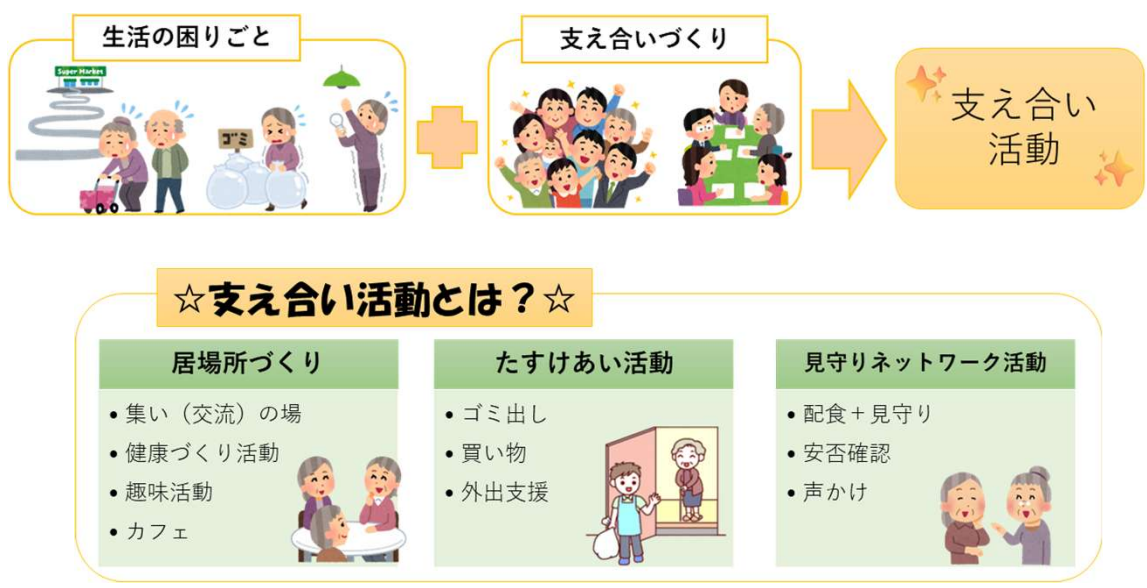 生活の困りごと
支え合いづくり
Super Market
ゴミ
支え合い
活動
☆支え合い活動とは？☆
居場所づくり
• 集い（交流）の場
• 健康づくり活動
• 趣味活動
• カフェ
たすけあい活動
• ゴミ出し
• 買い物
• 外出支援
見守りネットワーク活動
• 配食＋見守り
• 安否確認
• 声かけ